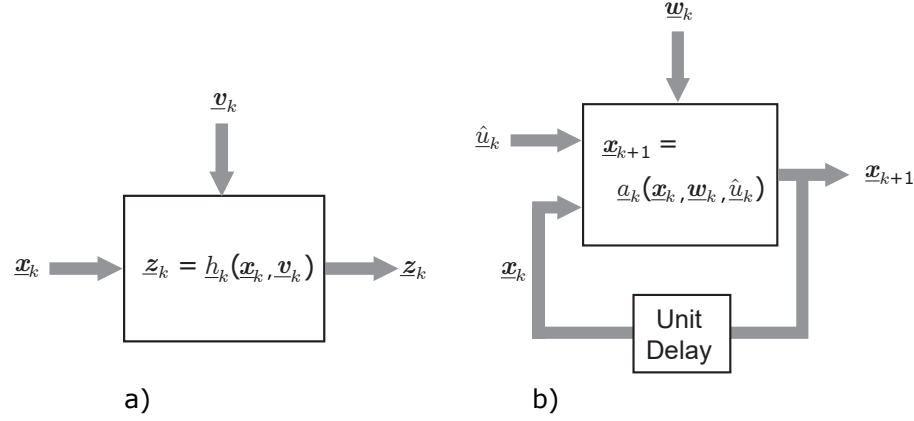 v_k
x_k
z_k = h_k(x_k, v_k)
z_k
a)
w_k
û_k
x_{k+1} =
a_k(x_k, w_k, û_k)
x_{k+1}
x_k
Unit
Delay
b)